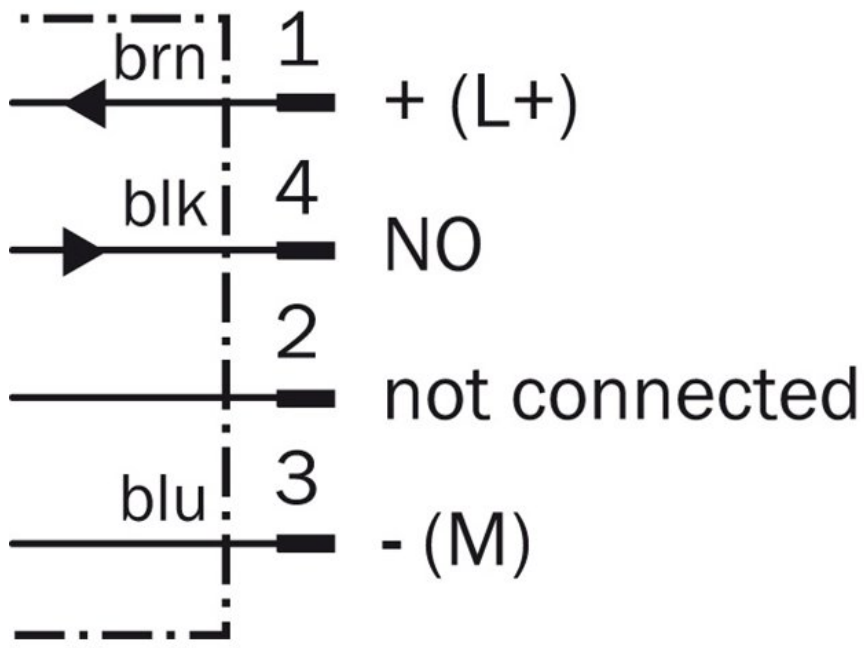 brn 1
+ (L+)
blk 4
NO
2
not connected
blu 3
- (M)